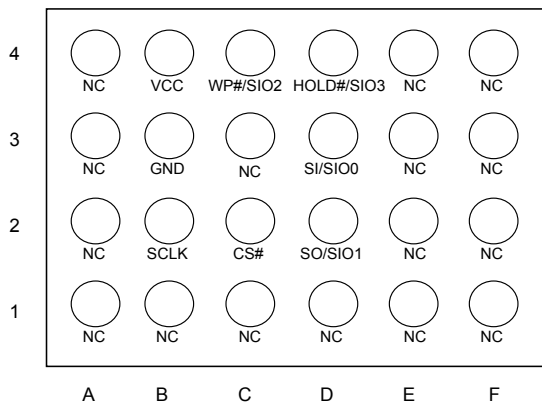 4
NC VCC WP#/SIO2 HOLD#/SIO3 NC NC
3
NC GND NC SI/SIO0 NC NC
2
NC SCLK CS# SO/SIO1 NC NC
1
NC NC NC NC NC NC
A B C D E F